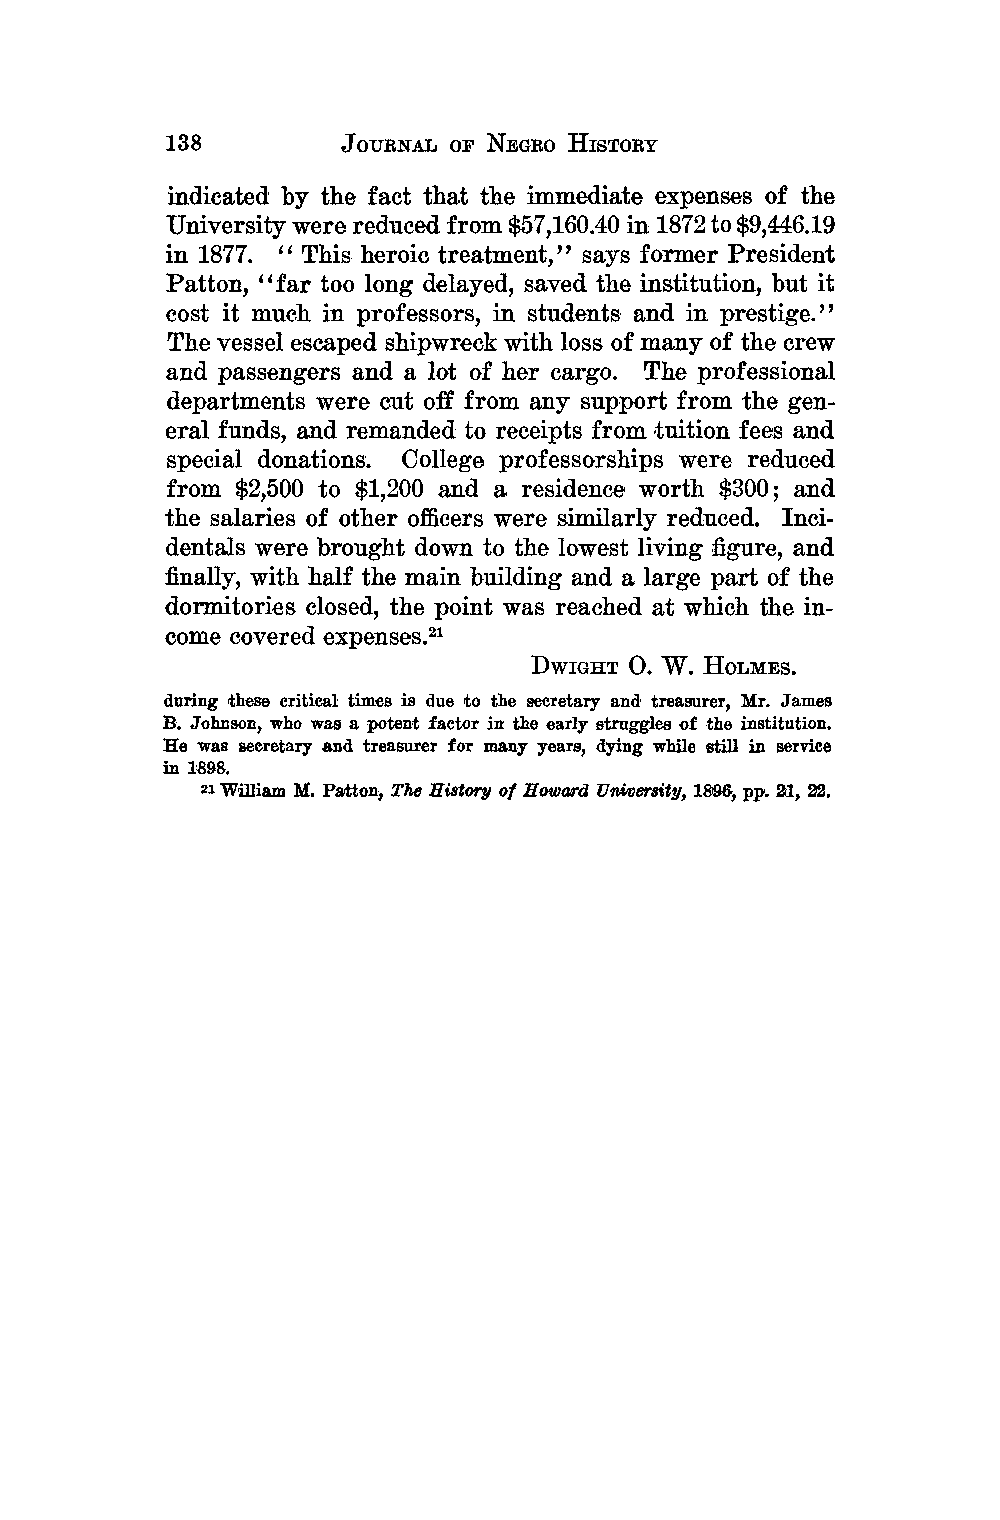 138 JOURNAL OF NEGRO HISTORY
indicated by the fact that the immediate expenses of the
University were reduced from $57,160.40 in 1872 to $9,446.19
in 1877. “ This heroic treatment,” says former President
Patton, “far too long delayed, saved the institution, but it
cost it much in professors, in students and in prestige.”
The vessel escaped shipwreck with loss of many of the crew
and passengers and a lot of her cargo. The professional
departments were cut off from any support from the gen-
eral funds, and remanded to receipts from tuition fees and
special donations. College professorships were reduced
from $2,500 to $1,200 and a residence worth $300; and
the salaries of other officers were similarly reduced. Inci-
dentals were brought down to the lowest living figure, and
finally, with half the main building and a large part of the
dormitories closed, the point was reached at which the in-
come covered expenses.²¹
DWIGHT O. W. HOLMES.
during these critical times is due to the secretary and treasurer, Mr. James
B. Johnson, who was a potent factor in the early struggles of the institution.
He was secretary and treasurer for many years, dying while still in service
in 1898.
²¹ William M. Patton, The History of Howard University, 1896, pp. 21, 22.